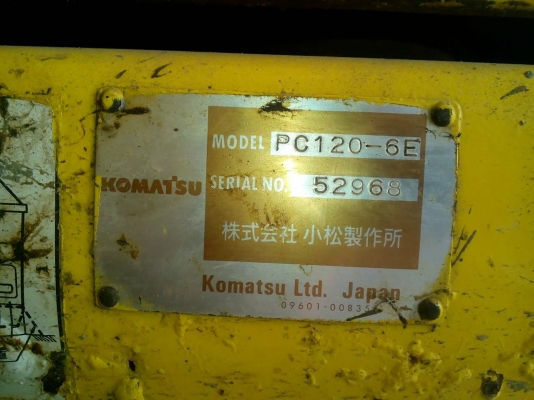 MODEL PC120-6E
KOMATSU SERIAL NO. 52968
株式会社 小松製作所
Komatsu Ltd. Japan